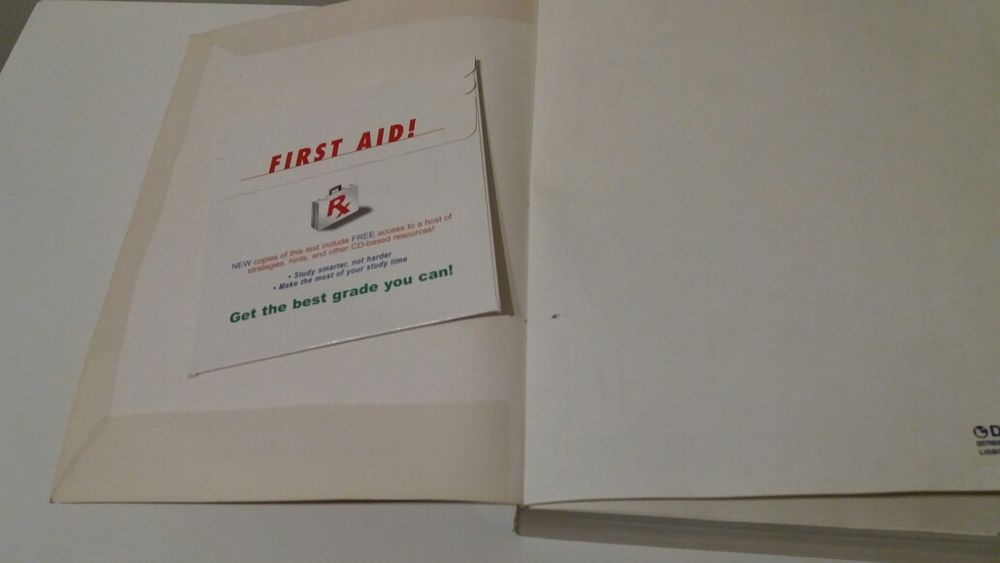 FIRST AID!
Rx
NEW copies of this text include FREE access to a host of
strategies, hints, and other CD-based resources!
• Study smarter, not harder
• Make the most of your study time
Get the best grade you can!
D